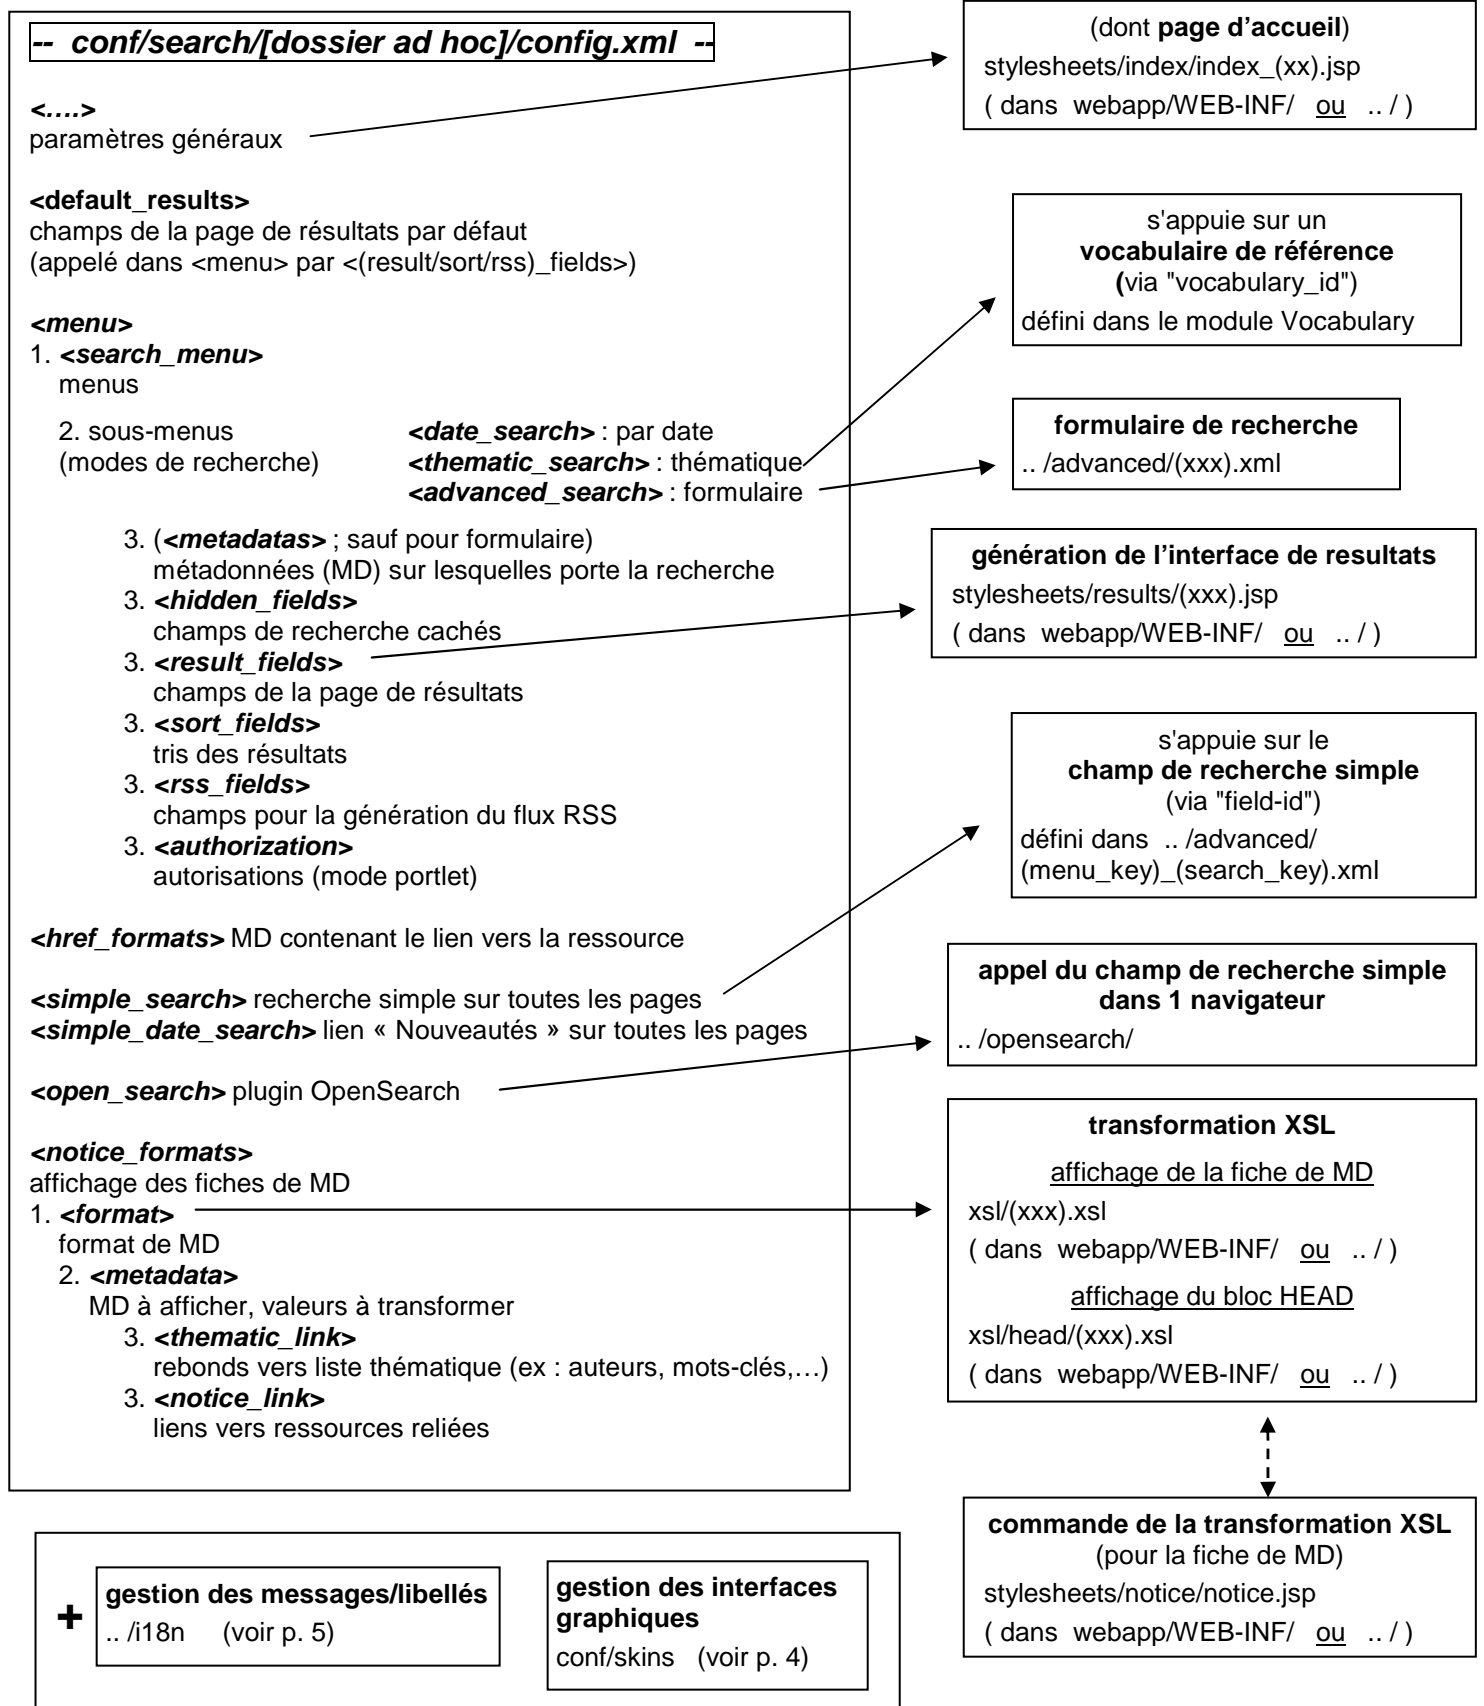 -- conf/search/[dossier ad hoc]/config.xml --
<….>
paramètres généraux
<default_results>
champs de la page de résultats par défaut
(appelé dans <menu> par <(result/sort/rss)_fields>)
<menu>
1. <search_menu>
menus
2. sous-menus <date_search> : par date
(modes de recherche) <thematic_search> : thématique
<advanced_search> : formulaire
3. (<metadatas> ; sauf pour formulaire)
métadonnées (MD) sur lesquelles porte la recherche
3. <hidden_fields>
champs de recherche cachés
3. <result_fields>
champs de la page de résultats
3. <sort_fields>
tris des résultats
3. <rss_fields>
champs pour la génération du flux RSS
3. <authorization>
autorisations (mode portlet)
<href_formats> MD contenant le lien vers la ressource
<simple_search> recherche simple sur toutes les pages
<simple_date_search> lien « Nouveautés » sur toutes les pages
<open_search> plugin OpenSearch
<notice_formats>
affichage des fiches de MD
1. <format>
format de MD
2. <metadata>
MD à afficher, valeurs à transformer
3. <thematic_link>
rebonds vers liste thématique (ex : auteurs, mots-clés,…)
3. <notice_link>
liens vers ressources reliées
(dont page d’accueil)
stylesheets/index/index_(xx).jsp
( dans webapp/WEB-INF/ ou .. / )
s'appuie sur un
vocabulaire de référence
(via "vocabulary_id")
défini dans le module Vocabulary
formulaire de recherche
.. /advanced/(xxx).xml
génération de l’interface de resultats
stylesheets/results/(xxx).jsp
( dans webapp/WEB-INF/ ou .. / )
s'appuie sur le
champ de recherche simple
(via "field-id")
défini dans .. /advanced/
(menu_key)_(search_key).xml
appel du champ de recherche simple
dans 1 navigateur
.. /opensearch/
transformation XSL
affichage de la fiche de MD
xsl/(xxx).xsl
( dans webapp/WEB-INF/ ou .. / )
affichage du bloc HEAD
xsl/head/(xxx).xsl
( dans webapp/WEB-INF/ ou .. / )
commande de la transformation XSL
(pour la fiche de MD)
stylesheets/notice/notice.jsp
( dans webapp/WEB-INF/ ou .. / )
+
gestion des messages/libellés
.. /i18n (voir p. 5)
gestion des interfaces
graphiques
conf/skins (voir p. 4)